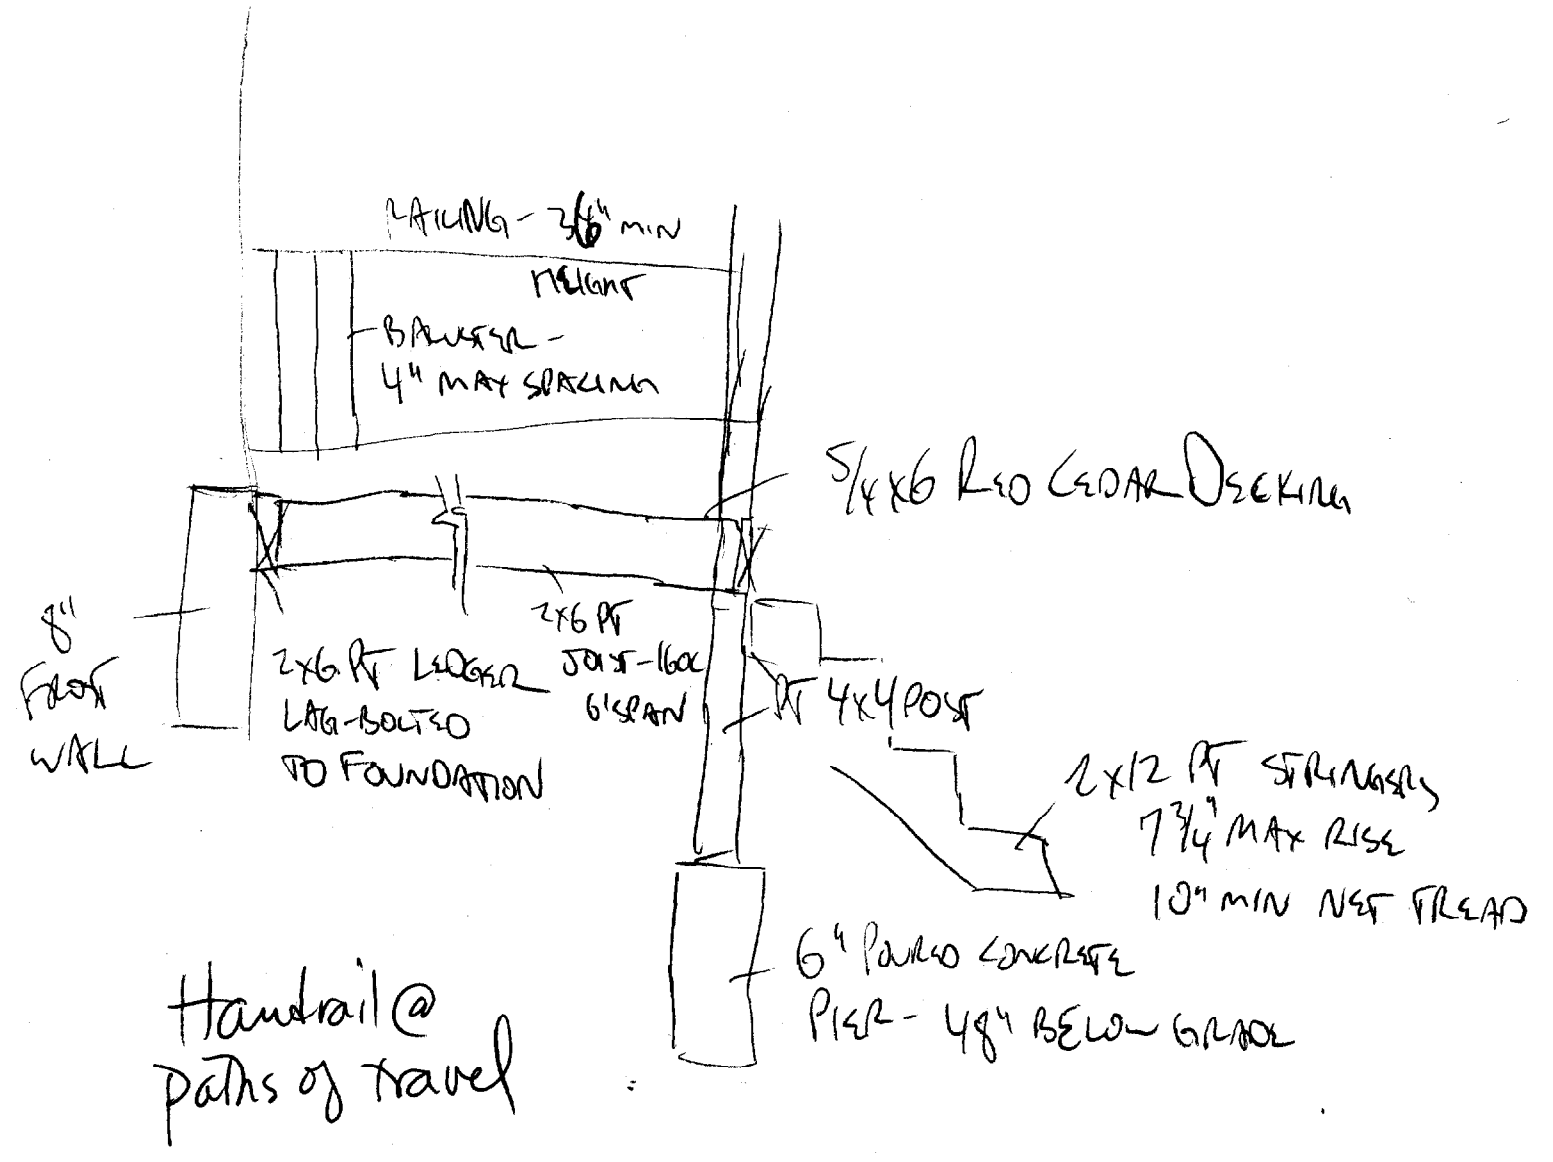 RAILING - 36" MIN
HEIGHT
BALUSTER -
4" MAX SPACING
5/4x6 RED CEDAR DECKING
8"
FROST
WALL
2x6 PT LEDGER
LAG-BOLTED
TO FOUNDATION
2x6 PT
JOIST - 16OC
6' SPAN
PT 4x4 POST
2x12 PT STRINGERS
7 3/4" MAX RISE
10" MIN NET TREAD
6" POURED CONCRETE
PIER - 48" BELOW GRADE
Handrail @
paths of travel